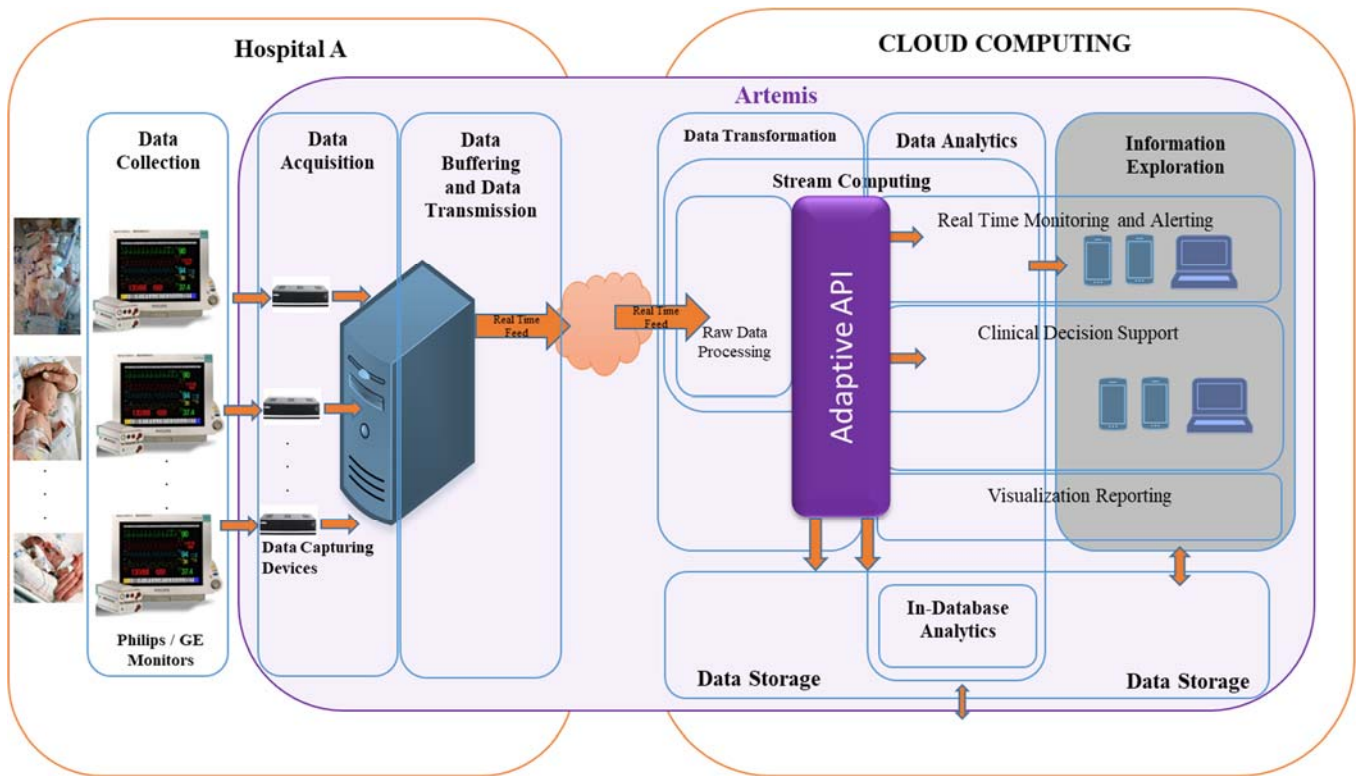 Hospital A
CLOUD COMPUTING
Artemis
Data
Collection
Data
Acquisition
Data
Buffering
and Data
Transmission
Data Transformation
Data Analytics
Information
Exploration
Stream Computing
Real Time Monitoring and Alerting
Real Time
Feed
Real Time
Feed
Raw Data
Processing
Adaptive API
Clinical Decision Support
Visualization Reporting
Data Capturing
Devices
Philips / GE
Monitors
In-Database
Analytics
Data Storage
Data Storage